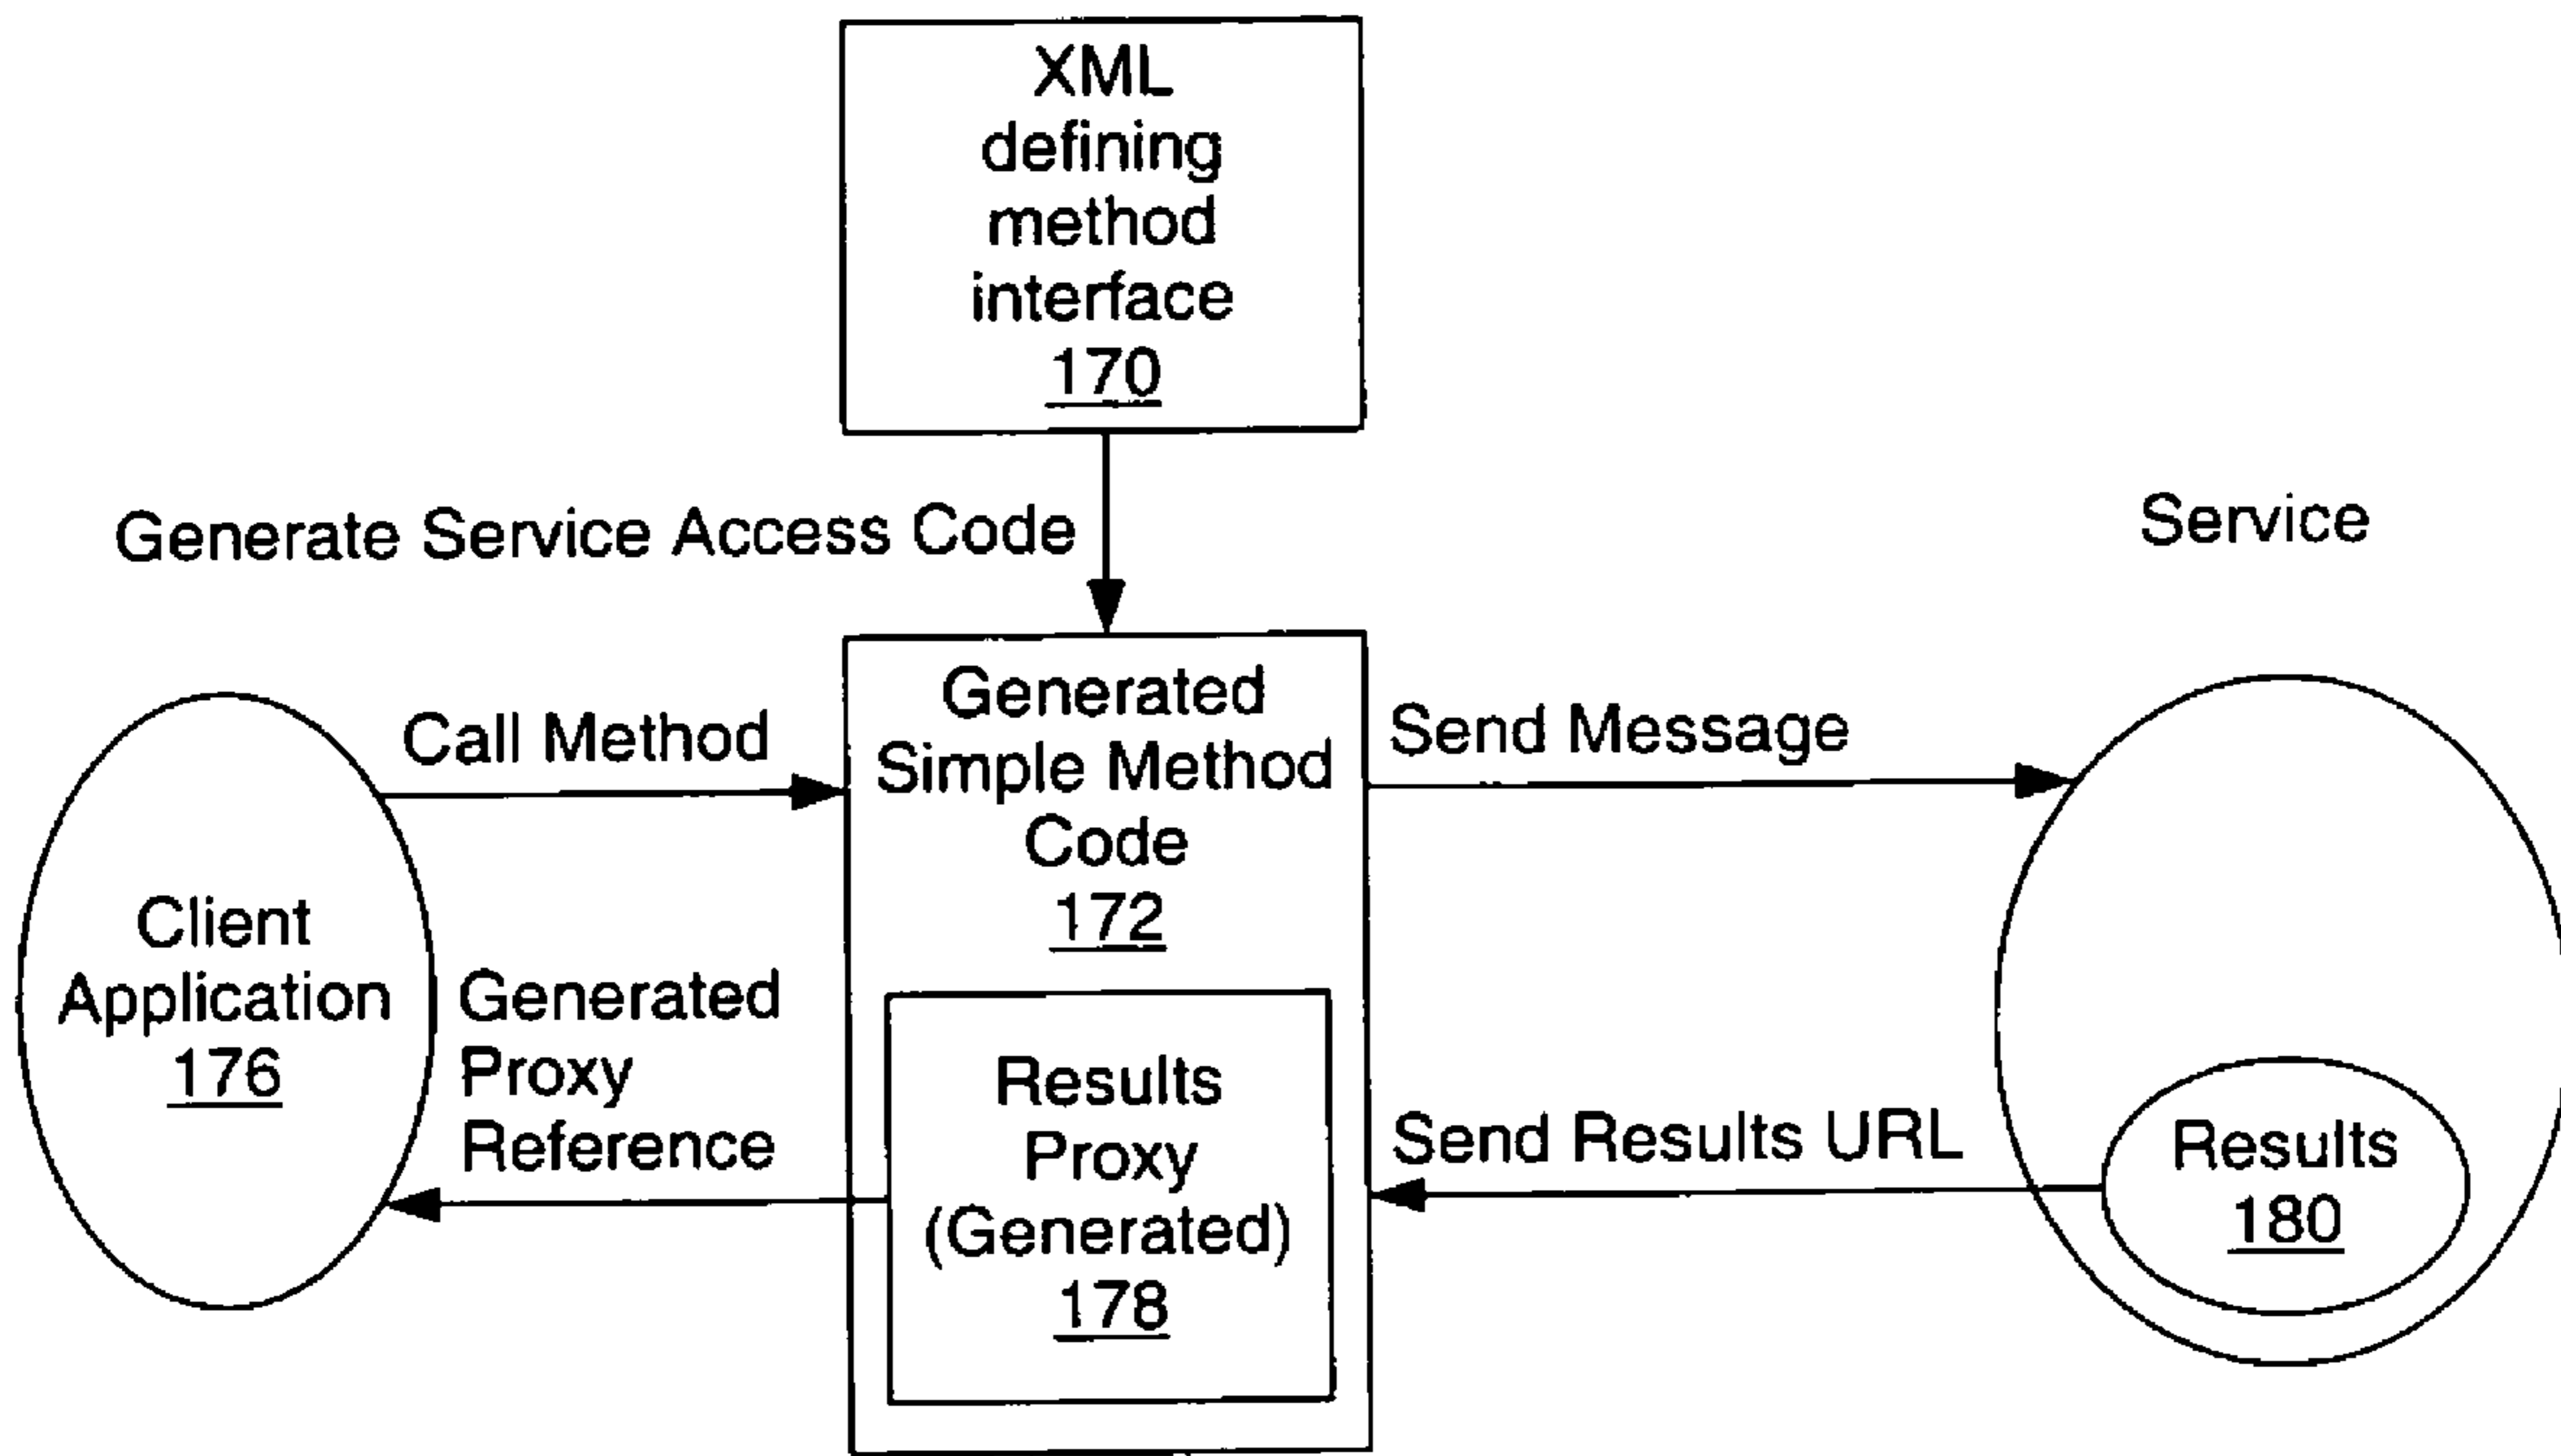 XML
defining
method
interface
170
Generate Service Access Code
Service
Generated
Simple Method
Code
172
Call Method
Send Message
Client
Application
176
Generated
Proxy
Reference
Results
Proxy
(Generated)
178
Send Results URL
Results
180